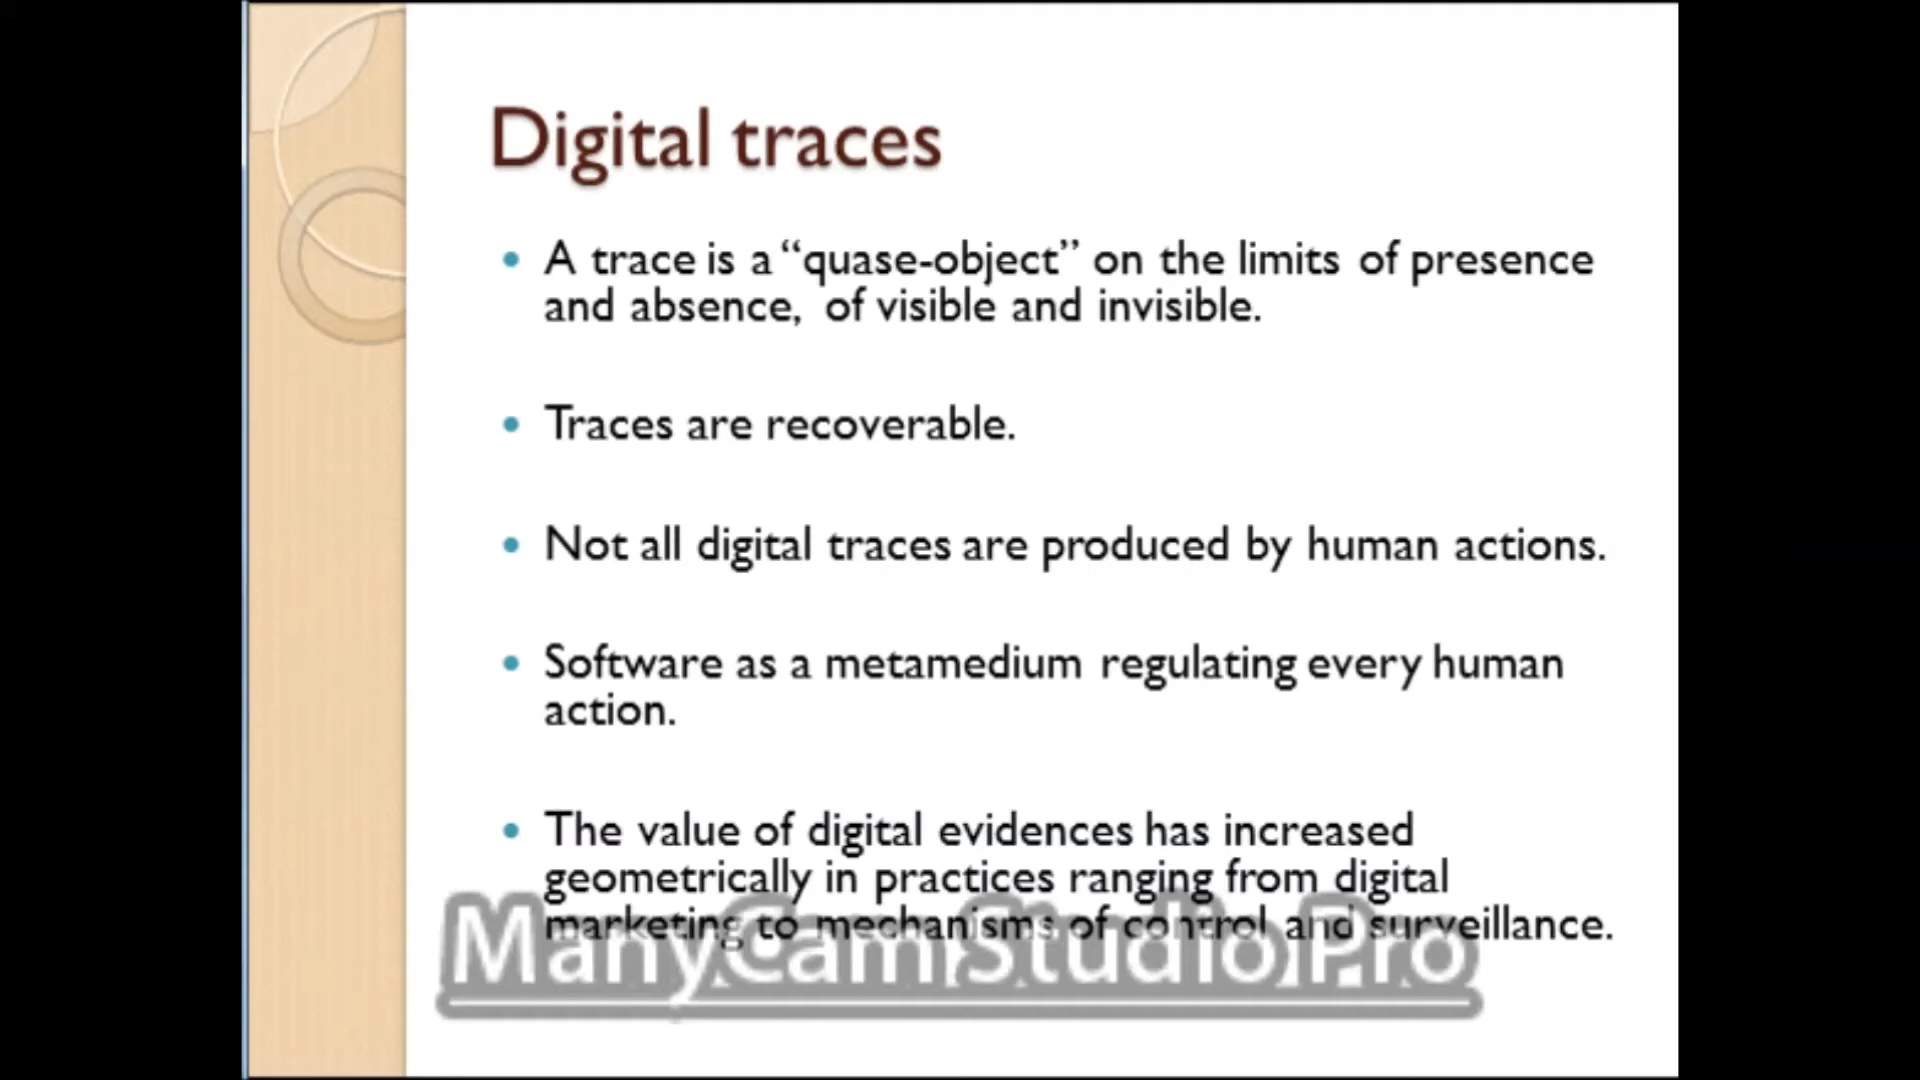 Digital traces
• A trace is a “quase-object” on the limits of presence
and absence, of visible and invisible.
• Traces are recoverable.
• Not all digital traces are produced by human actions.
• Software as a metamedium regulating every human
action.
• The value of digital evidences has increased
geometrically in practices ranging from digital
marketing to mechanisms of control and surveillance.
ManyCam Studio Pro